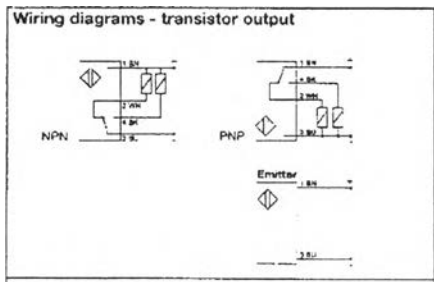 Wiring diagrams - transistor output
1 BN
2 WH
4 BK
3 BU
NPN
1 BN
4 BK
2 WH
3 BU
PNP
Emitter
1 BN
3 BU